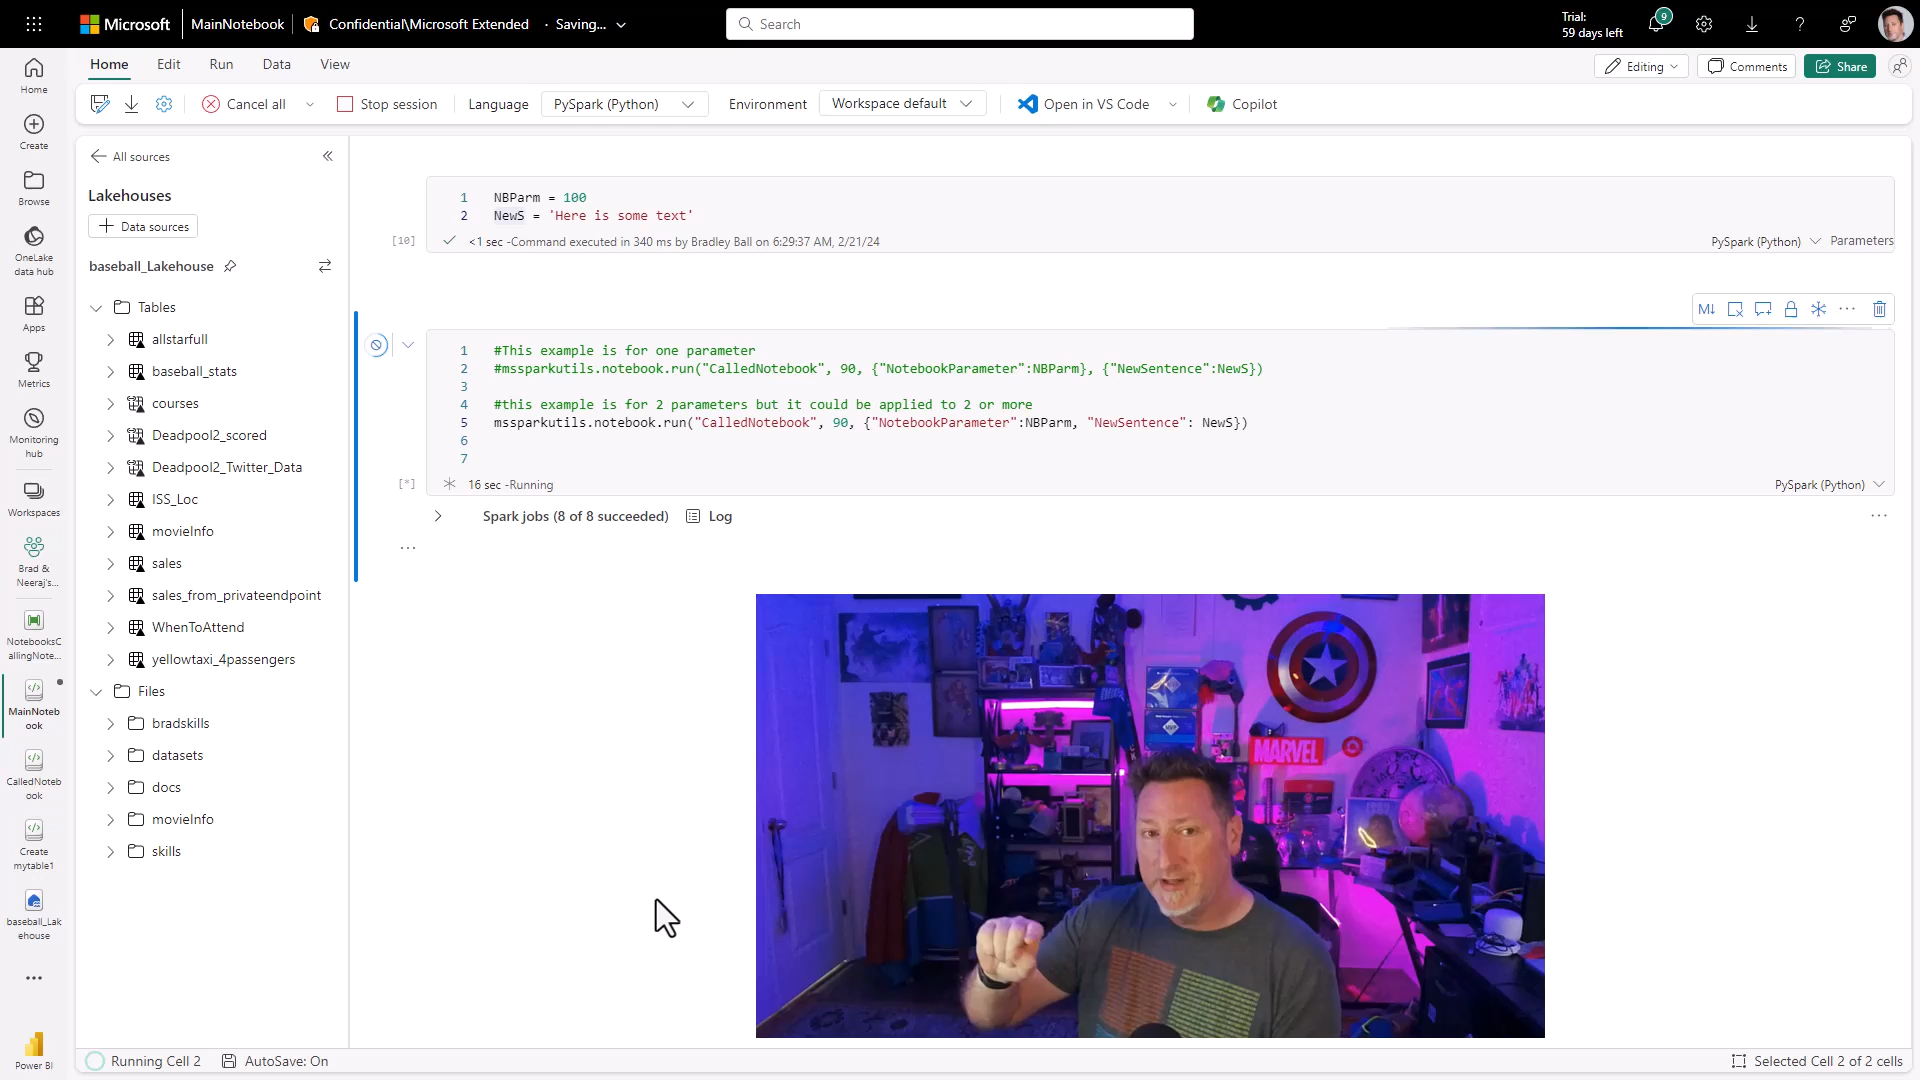 Microsoft
MainNotebook
Confidential\Microsoft Extended
· Saving...
Search
Trial:
59 days left
9
Home
Edit
Run
Data
View
Editing
Comments
Share
Cancel all
Stop session
Language
PySpark (Python)
Environment
Workspace default
Open in VS Code
Copilot
Home
Create
Browse
OneLake
data hub
Apps
Metrics
Monitoring
hub
Workspaces
Brad &
Neeraj's...
NotebooksC
allingNote...
MainNoteb
ook
CalledNoteb
ook
Create
mytable1
baseball_Lak
ehouse
Power BI
All sources
Lakehouses
Data sources
baseball_Lakehouse
Tables
allstarfull
baseball_stats
courses
Deadpool2_scored
Deadpool2_Twitter_Data
ISS_Loc
movieInfo
sales
sales_from_privateendpoint
WhenToAttend
yellowtaxi_4passengers
Files
bradskills
datasets
docs
movieInfo
skills
1 NBParm = 100
2 NewS = 'Here is some text'
[10]
<1 sec -Command executed in 340 ms by Bradley Ball on 6:29:37 AM, 2/21/24
PySpark (Python)
Parameters
M↓
1 #This example is for one parameter
2 #mssparkutils.notebook.run("CalledNotebook", 90, {"NotebookParameter":NBParm}, {"NewSentence":NewS})
3
4 #this example is for 2 parameters but it could be applied to 2 or more
5 mssparkutils.notebook.run("CalledNotebook", 90, {"NotebookParameter":NBParm, "NewSentence": NewS})
6
7
[*]
16 sec -Running
PySpark (Python)
Spark jobs (8 of 8 succeeded)
Log
MARVEL
Running Cell 2
AutoSave: On
Selected Cell 2 of 2 cells